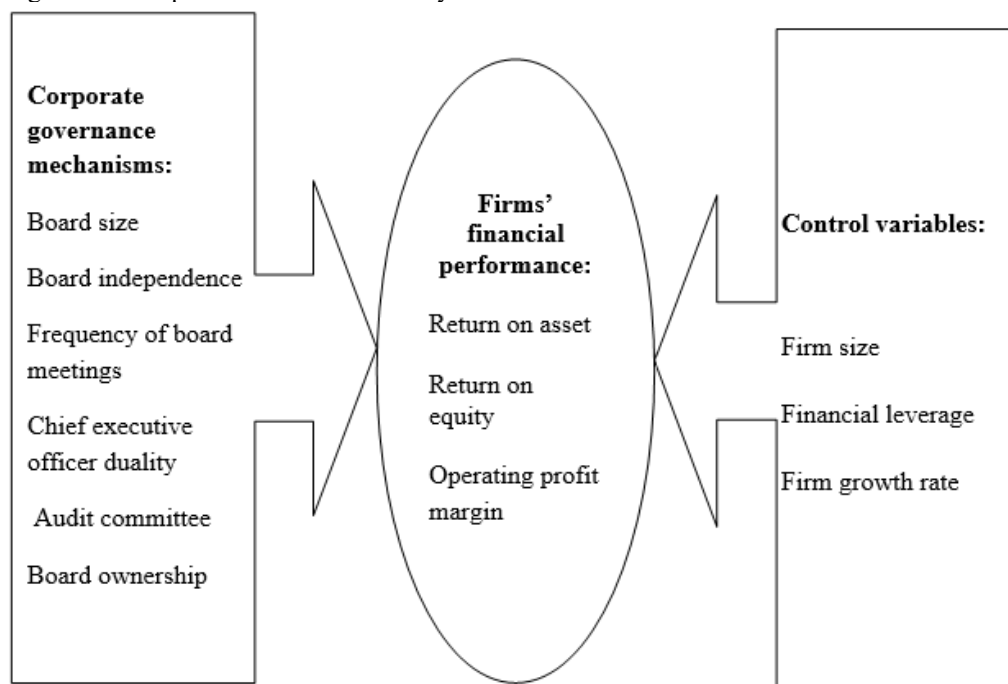 Corporate
governance
mechanisms:
Board size
Board independence
Frequency of board
meetings
Chief executive
officer duality
Audit committee
Board ownership
Firms’
financial
performance:
Return on asset
Return on
equity
Operating profit
margin
Control variables:
Firm size
Financial leverage
Firm growth rate